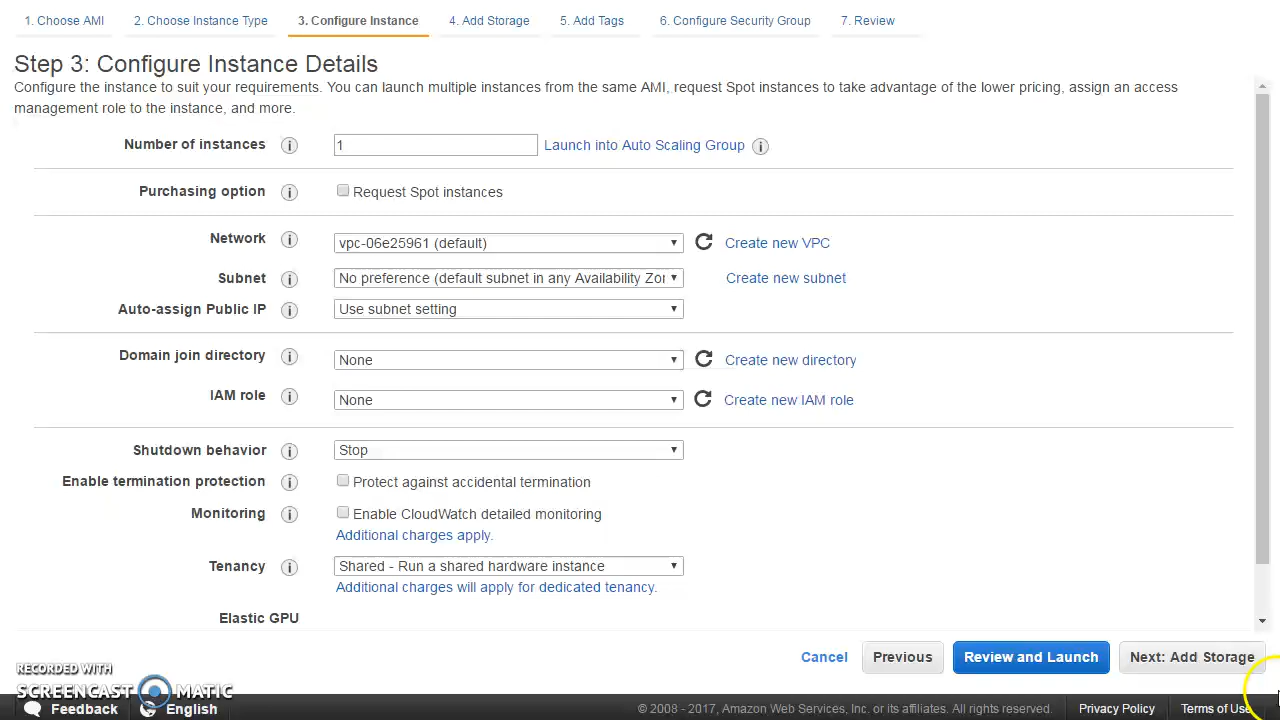 1. Choose AMI 2. Choose Instance Type 3. Configure Instance 4. Add Storage 5. Add Tags 6. Configure Security Group 7. Review
Step 3: Configure Instance Details
Configure the instance to suit your requirements. You can launch multiple instances from the same AMI, request Spot instances to take advantage of the lower pricing, assign an access
management role to the instance, and more.
Number of instances i 1 Launch into Auto Scaling Group i
Purchasing option i Request Spot instances
Network i vpc-06e25961 (default) Create new VPC
Subnet i No preference (default subnet in any Availability Zor Create new subnet
Auto-assign Public IP i Use subnet setting
Domain join directory i None Create new directory
IAM role i None Create new IAM role
Shutdown behavior i Stop
Enable termination protection i Protect against accidental termination
Monitoring i Enable CloudWatch detailed monitoring
Additional charges apply.
Tenancy i Shared - Run a shared hardware instance
Additional charges will apply for dedicated tenancy.
Elastic GPU
Cancel Previous Review and Launch Next: Add Storage
RECORDED WITH
SCREENCAST MATIC
Feedback English © 2008 - 2017, Amazon Web Services, Inc. or its affiliates. All rights reserved. Privacy Policy Terms of Use